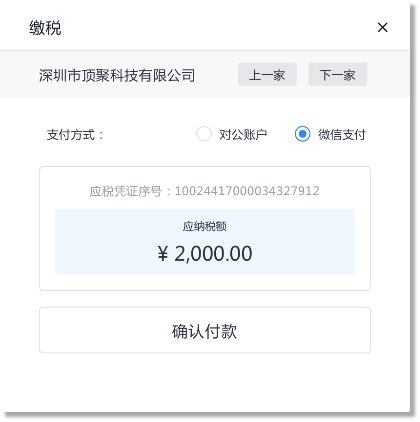 缴税
深圳市顶聚科技有限公司 上一家 下一家
支付方式： 对公账户 微信支付
应税凭证序号：10024417000034327912
应纳税额
¥ 2,000.00
确认付款